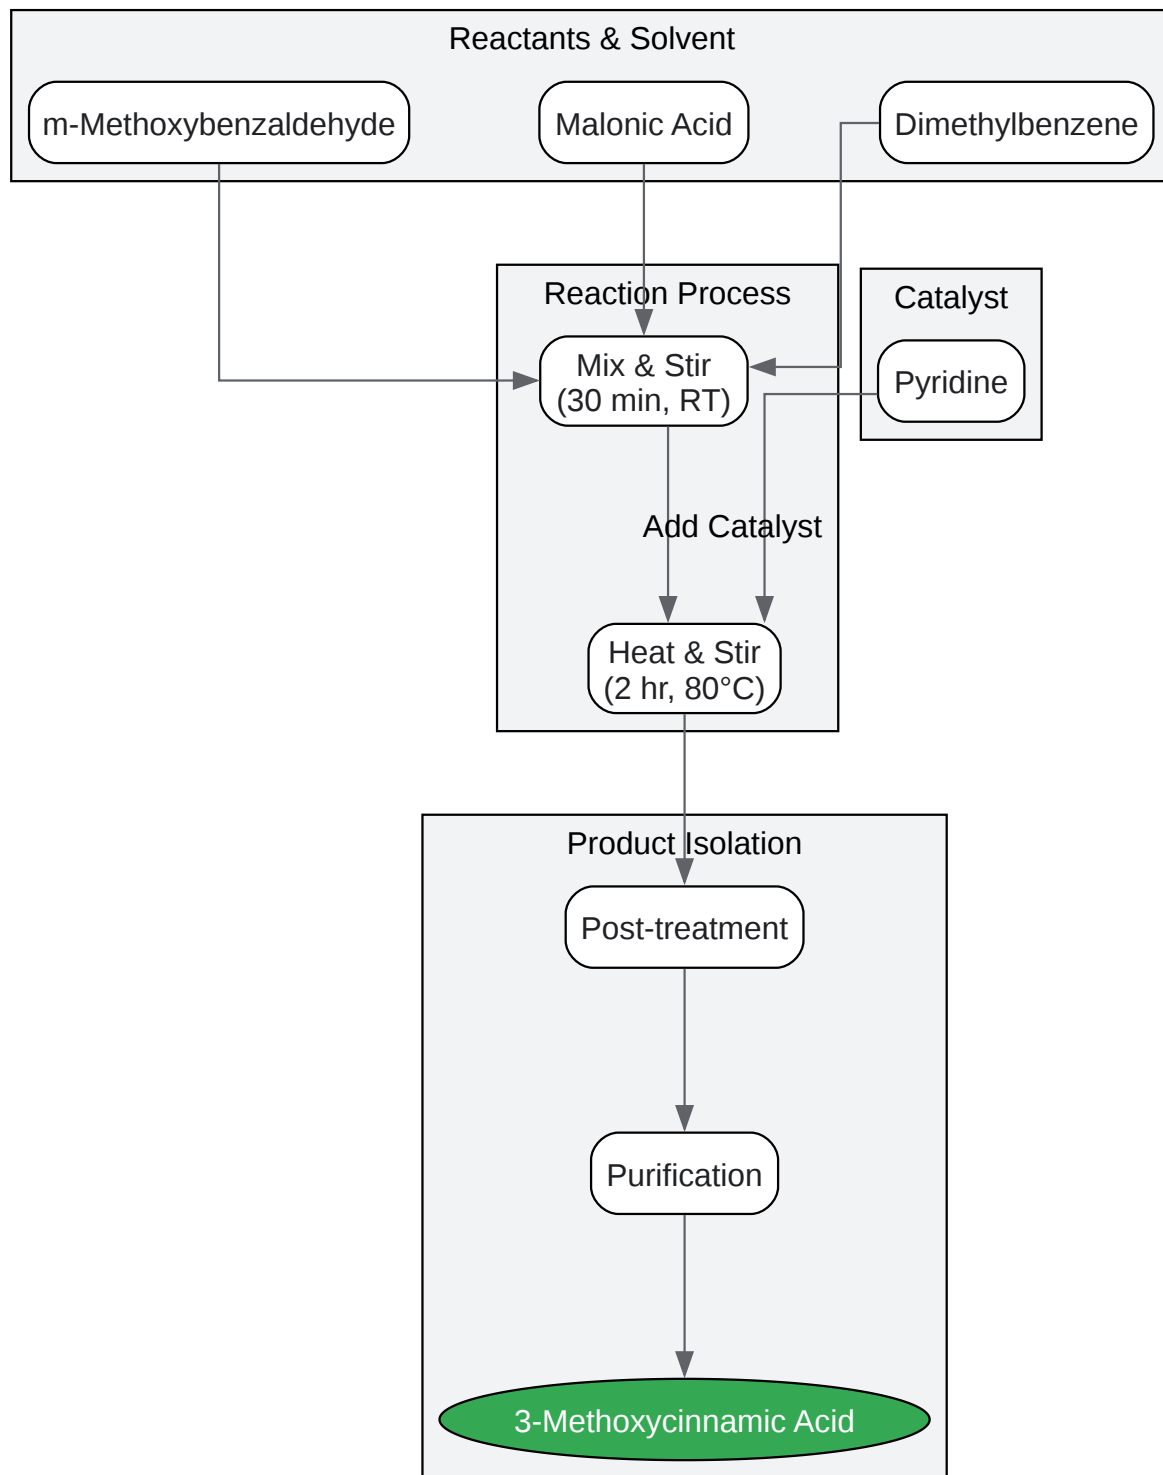 Reactants & Solvent
m-Methoxybenzaldehyde
Malonic Acid
Dimethylbenzene
Reaction Process
Catalyst
Mix & Stir
(30 min, RT)
Pyridine
Add Catalyst
Heat & Stir
(2 hr, 80°C)
Product Isolation
Post-treatment
Purification
3-Methoxycinnamic Acid